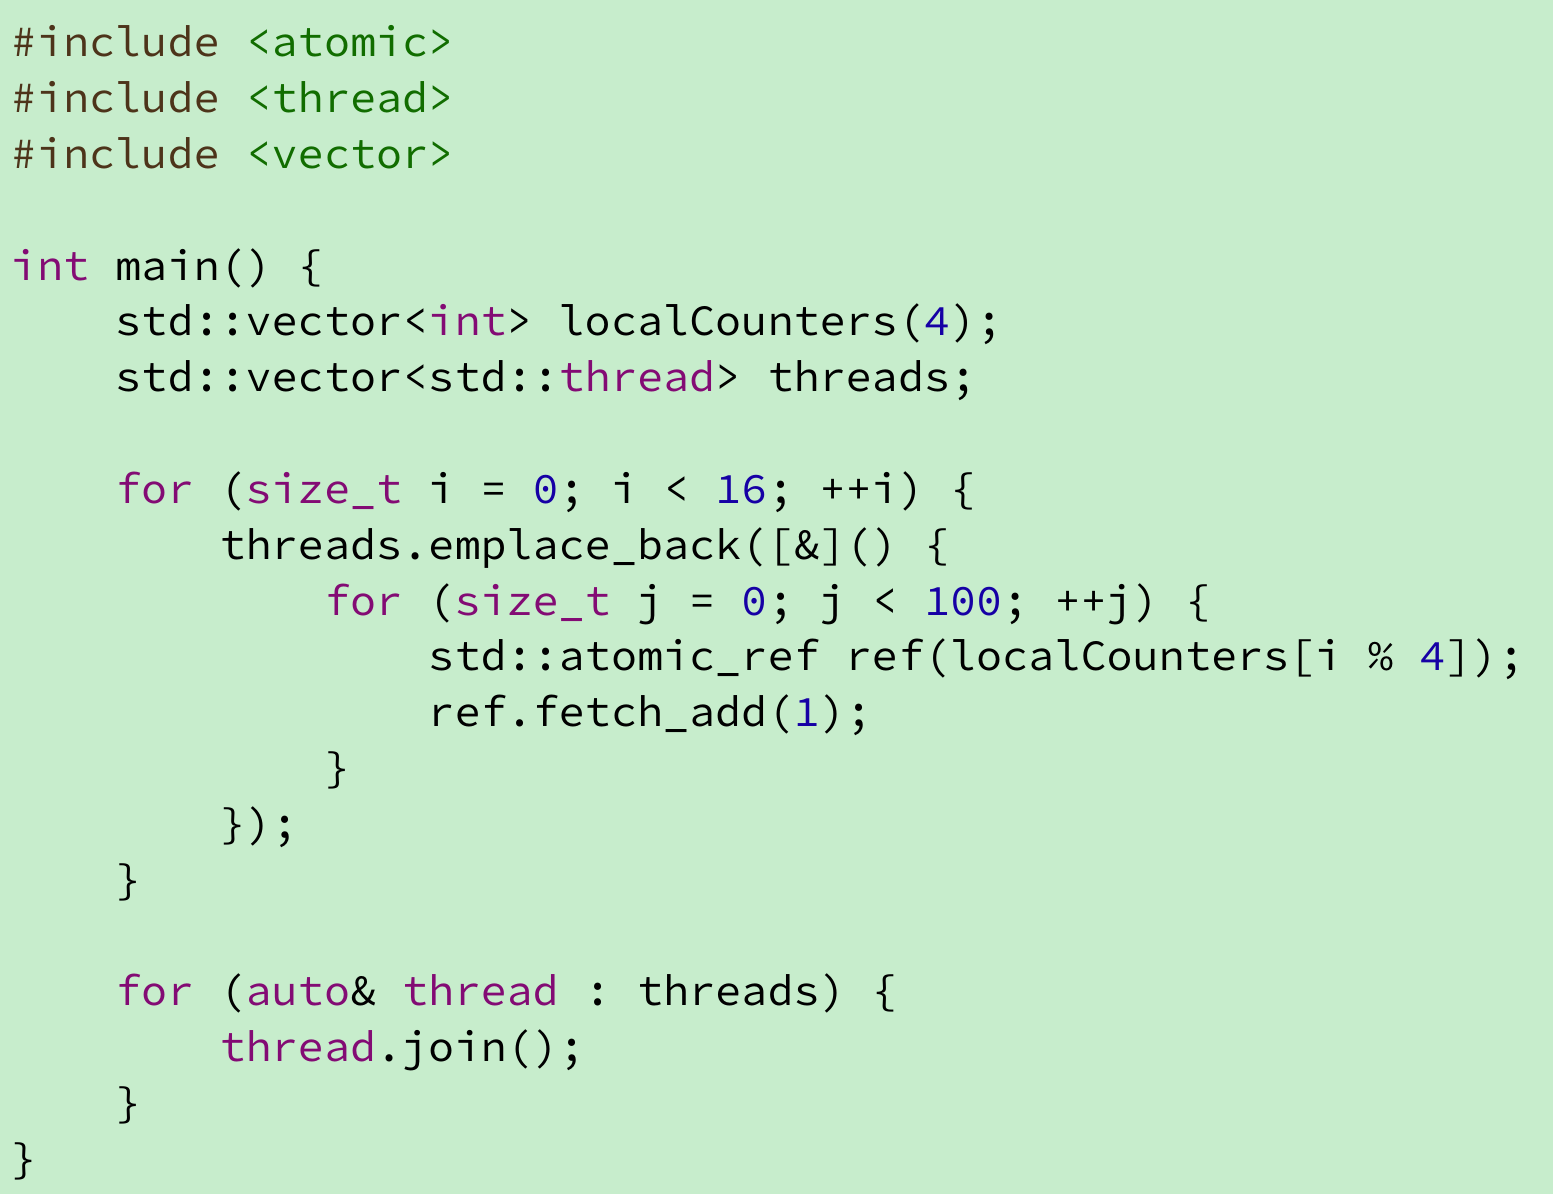 #include <atomic>
#include <thread>
#include <vector>

int main() {
    std::vector<int> localCounters(4);
    std::vector<std::thread> threads;

    for (size_t i = 0; i < 16; ++i) {
        threads.emplace_back([&]() {
            for (size_t j = 0; j < 100; ++j) {
                std::atomic_ref ref(localCounters[i % 4]);
                ref.fetch_add(1);
            }
        });
    }

    for (auto& thread : threads) {
        thread.join();
    }
}